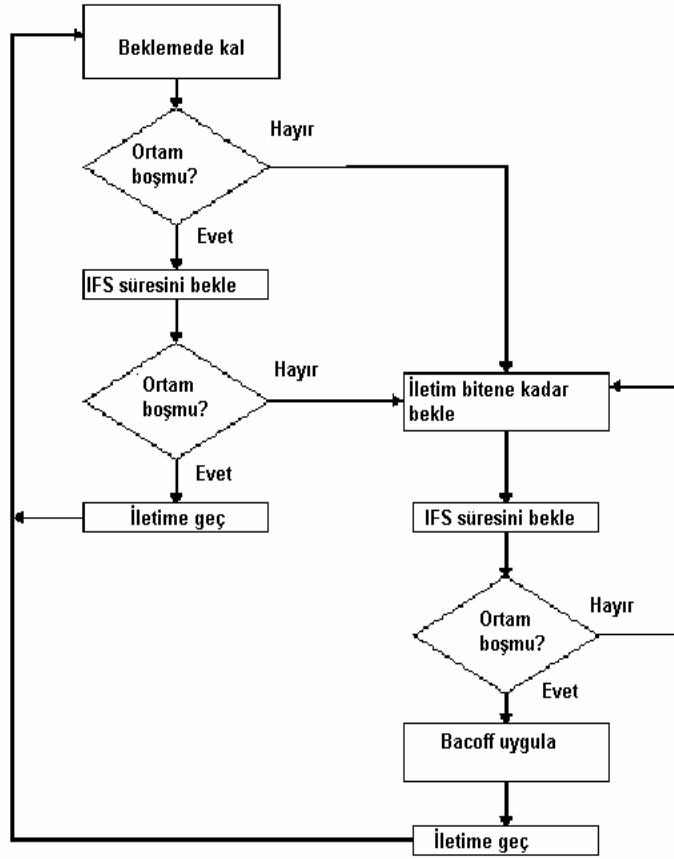 Beklemede kal
Hayır
Ortam
boşmu?
Evet
IFS süresini bekle
Hayır
Ortam
boşmu?
İletim bitene kadar
bekle
Evet
İletime geç
IFS süresini bekle
Hayır
Ortam
boşmu?
Evet
Bacoff uygula
İletime geç